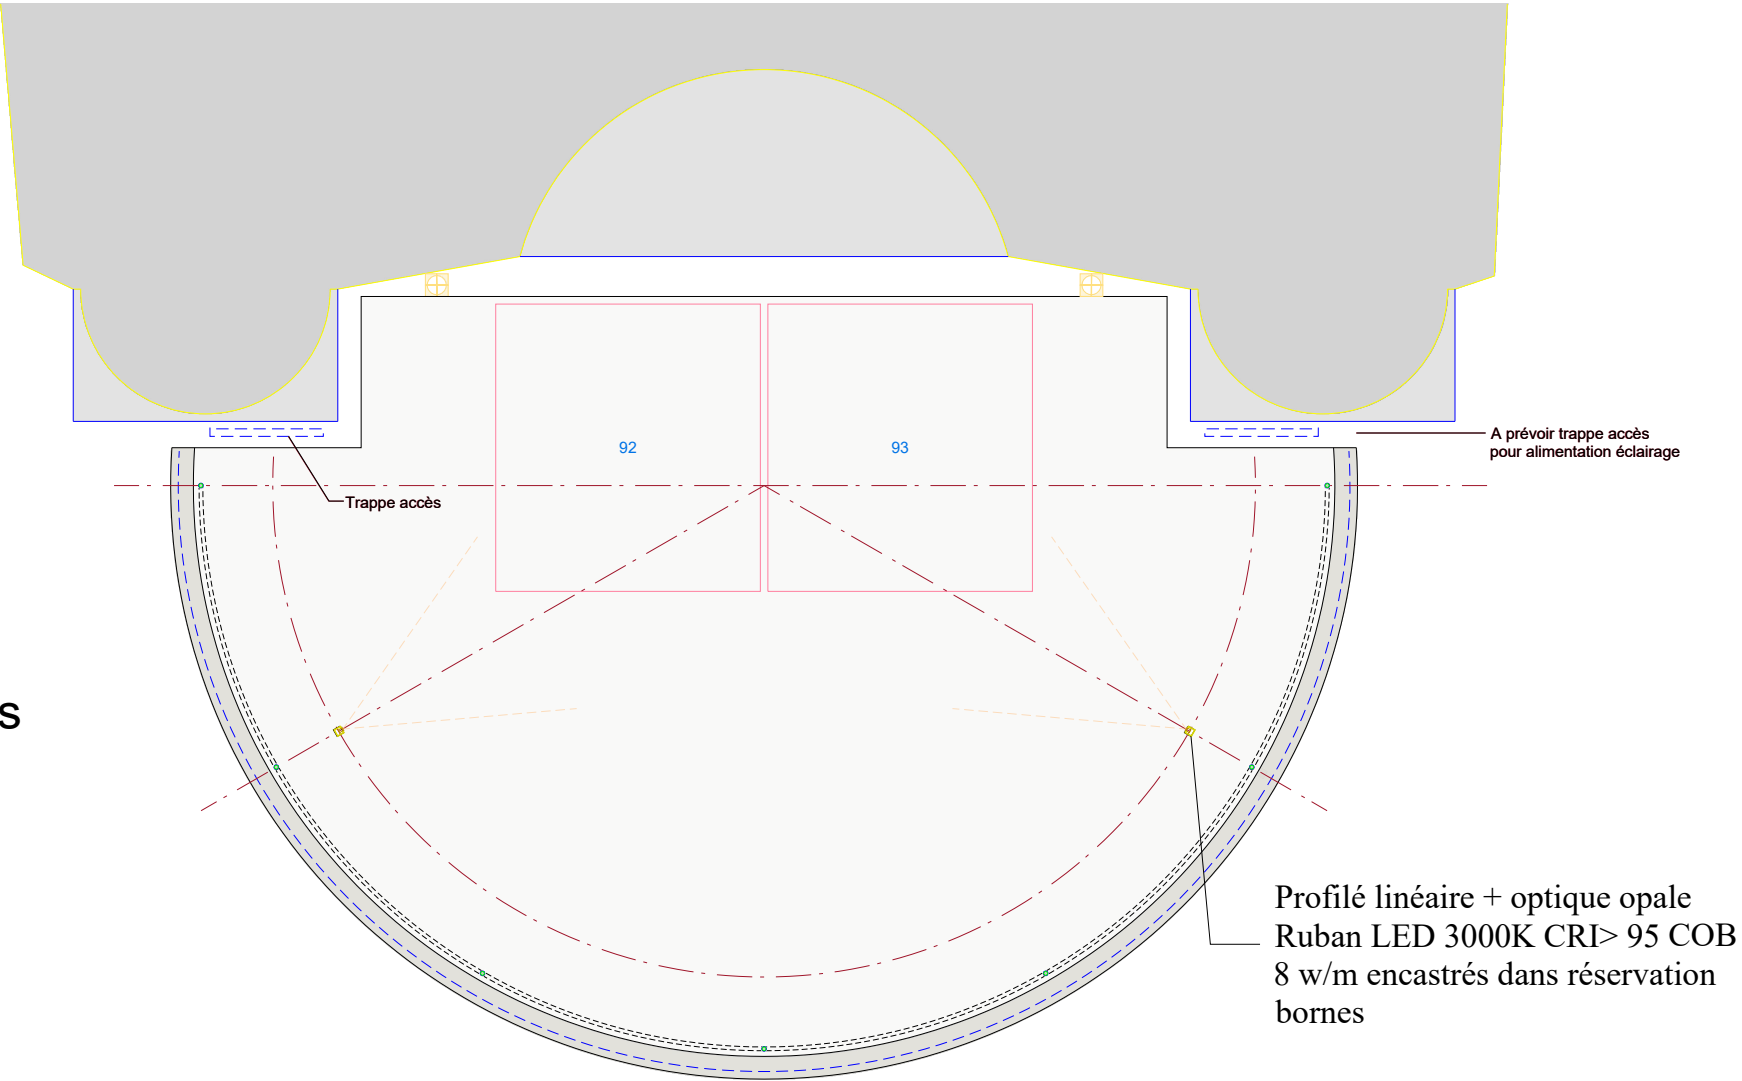 92
93
A prévoir trappe accès
pour alimentation éclairage
Trappe accès
s
Profilé linéaire + optique opale
Ruban LED 3000K CRI> 95 COB
8 w/m encastrés dans réservation
bornes